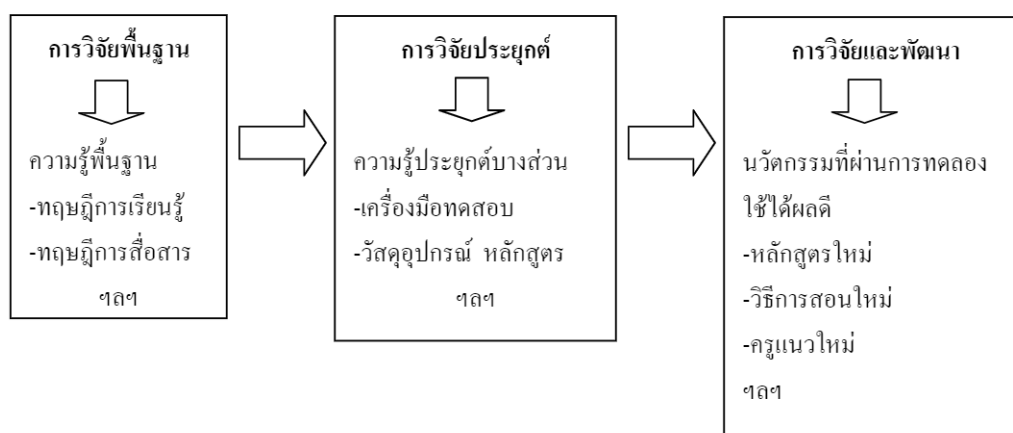 การวิจัยพื้นฐาน
ความรู้พื้นฐาน
-ทฤษฎีการเรียนรู้
-ทฤษฎีการสื่อสาร
ฯลฯ
การวิจัยประยุกต์
ความรู้ประยุกต์บางส่วน
-เครื่องมือทดสอบ
-วัสดุอุปกรณ์ หลักสูตร
ฯลฯ
การวิจัยและพัฒนา
นวัตกรรมที่ผ่านการทดลอง
ใช้ได้ผลดี
-หลักสูตรใหม่
-วิธีการสอนใหม่
-ครูแนวใหม่
ฯลฯ